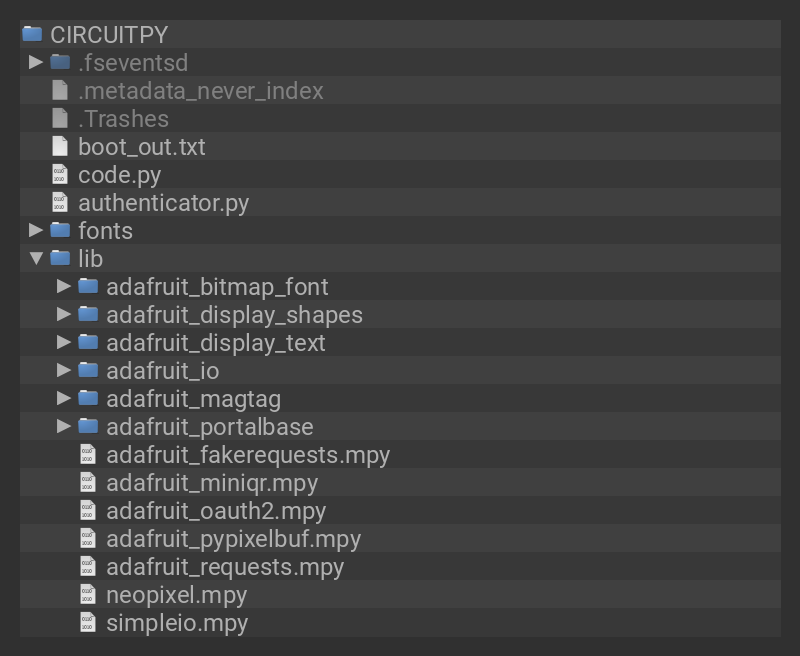 CIRCUITPY
.fseventsd
.metadata_never_index
.Trashes
boot_out.txt
code.py
authenticator.py
fonts
lib
adafruit_bitmap_font
adafruit_display_shapes
adafruit_display_text
adafruit_io
adafruit_magtag
adafruit_portalbase
adafruit_fakerequests.mpy
adafruit_miniqr.mpy
adafruit_oauth2.mpy
adafruit_pypixelbuf.mpy
adafruit_requests.mpy
neopixel.mpy
simpleio.mpy